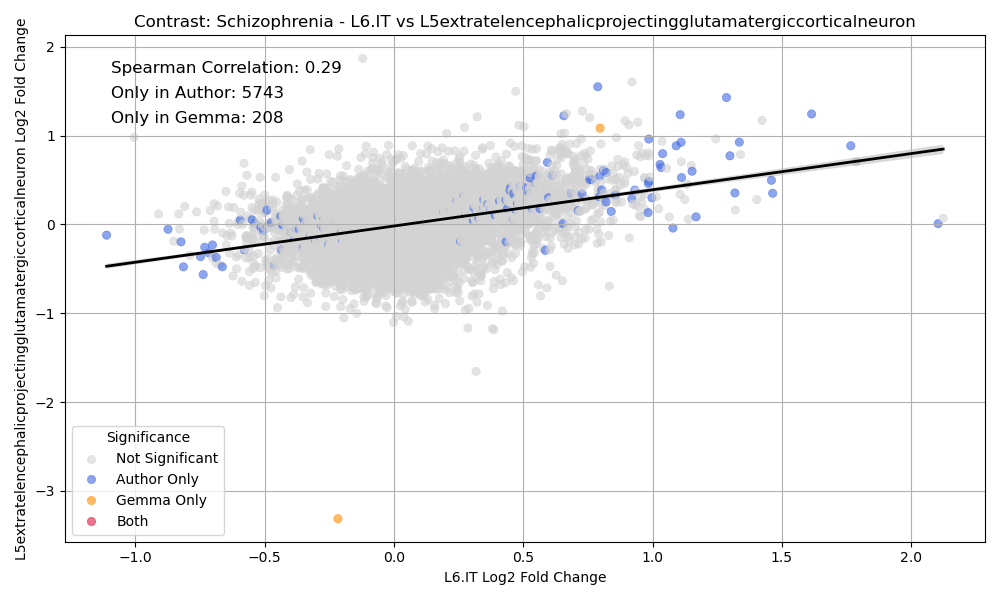 Contrast: Schizophrenia - L6.IT vs L5extratelencephalicprojectingglutamatergiccorticalneuron
L5extratelencephalicprojectingglutamatergiccorticalneuron Log2 Fold Change
2
1
0
−1
−2
−3
Spearman Correlation: 0.29
Only in Author: 5743
Only in Gemma: 208
Significance
Not Significant
Author Only
Gemma Only
Both
−1.0 −0.5 0.0 0.5 1.0 1.5 2.0
L6.IT Log2 Fold Change